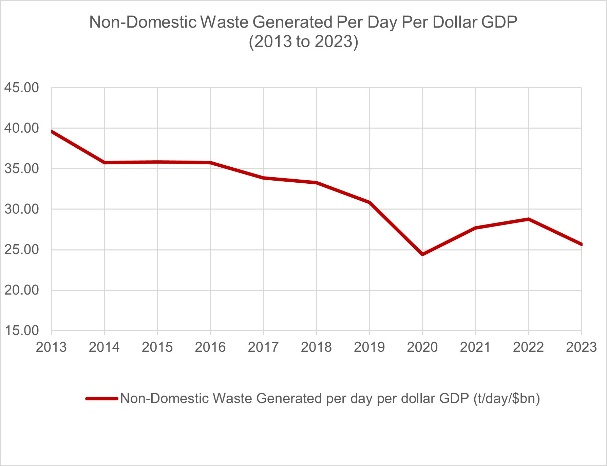 Non-Domestic Waste Generated Per Day Per Dollar GDP
(2013 to 2023)
45.00
40.00
35.00
30.00
25.00
20.00
15.00
2013 2014 2015 2016 2017 2018 2019 2020 2021 2022 2023
Non-Domestic Waste Generated per day per dollar GDP (t/day/$bn)